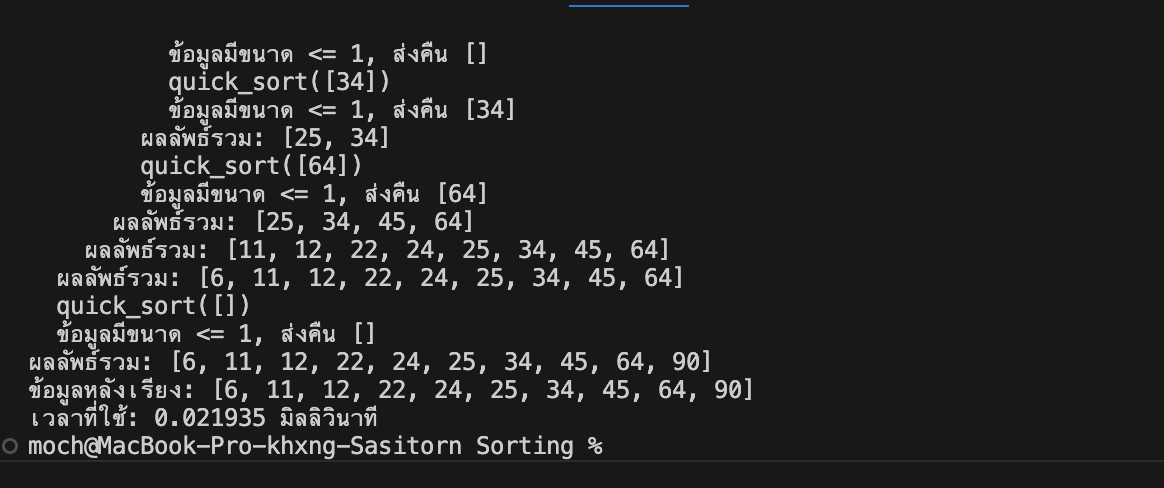 ข้อมูลมีขนาด <= 1, ส่งคืน []
quick_sort([34])
ข้อมูลมีขนาด <= 1, ส่งคืน [34]
ผลลัพธ์รวม: [25, 34]
quick_sort([64])
ข้อมูลมีขนาด <= 1, ส่งคืน [64]
ผลลัพธ์รวม: [25, 34, 45, 64]
ผลลัพธ์รวม: [11, 12, 22, 24, 25, 34, 45, 64]
ผลลัพธ์รวม: [6, 11, 12, 22, 24, 25, 34, 45, 64]
quick_sort([])
ข้อมูลมีขนาด <= 1, ส่งคืน []
ผลลัพธ์รวม: [6, 11, 12, 22, 24, 25, 34, 45, 64, 90]
ข้อมูลหลังเรียง: [6, 11, 12, 22, 24, 25, 34, 45, 64, 90]
เวลาที่ใช้: 0.021935 มิลลิวินาที
moch@MacBook-Pro-khxng-Sasitorn Sorting %